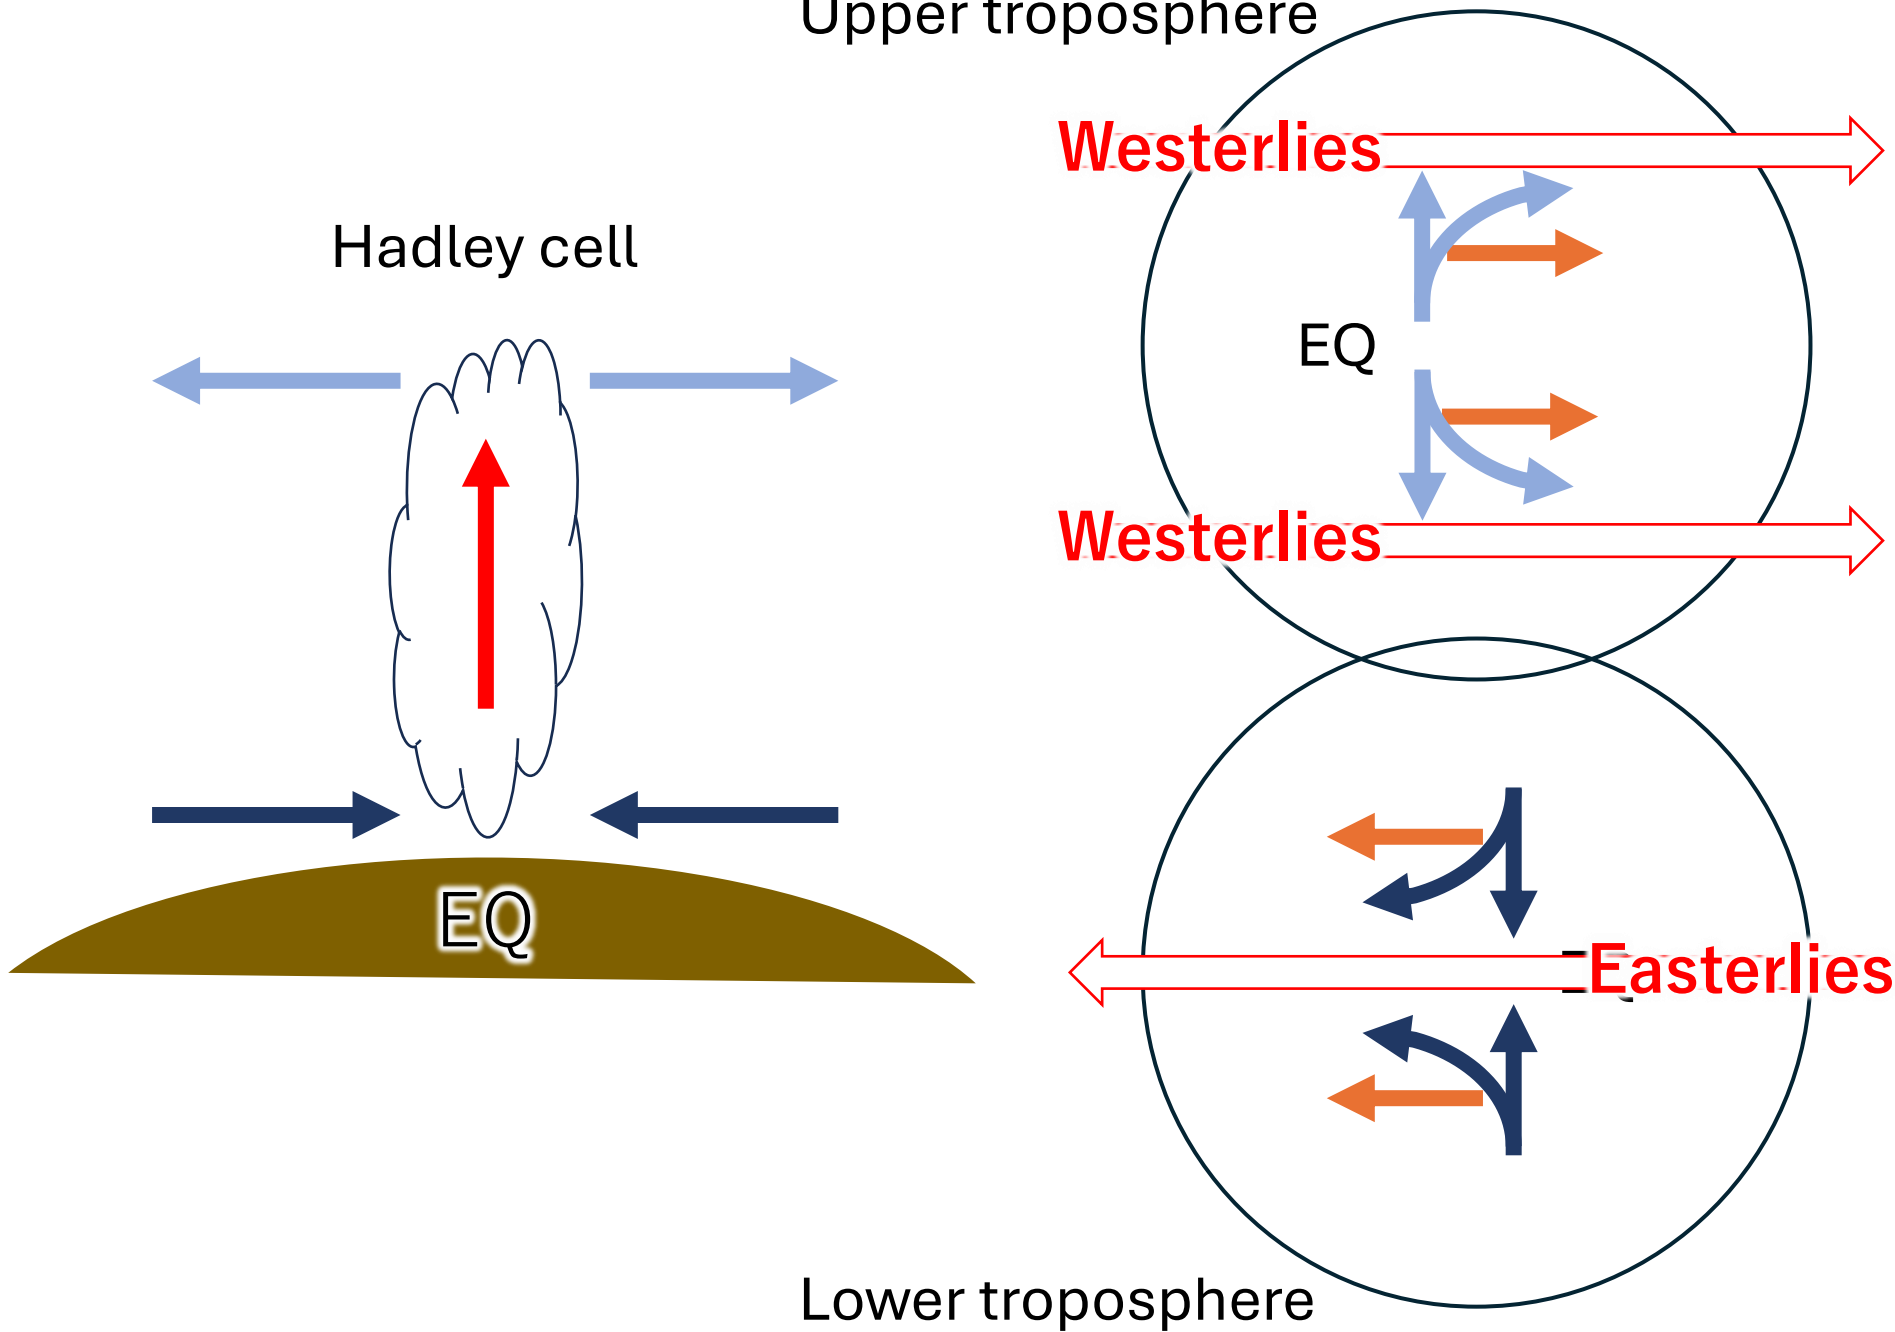 Upper troposphere
Westerlies
Hadley cell
EQ
Westerlies
EQ
Easterlies
Lower troposphere